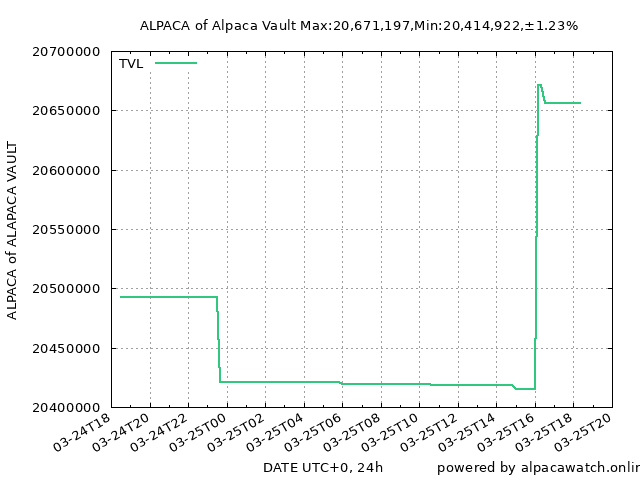 ALPACA of Alpaca Vault Max:20,671,197,Min:20,414,922,±1.23%
TVL
20700000
20650000
20600000
20550000
20500000
20450000
20400000
ALPACA of ALAPACA VAULT
03-24T18
03-24T20
03-24T22
03-25T00
03-25T02
03-25T04
03-25T06
03-25T08
03-25T10
03-25T12
03-25T14
03-25T16
03-25T18
03-25T20
DATE UTC+0, 24h
powered by alpacawatch.onlin